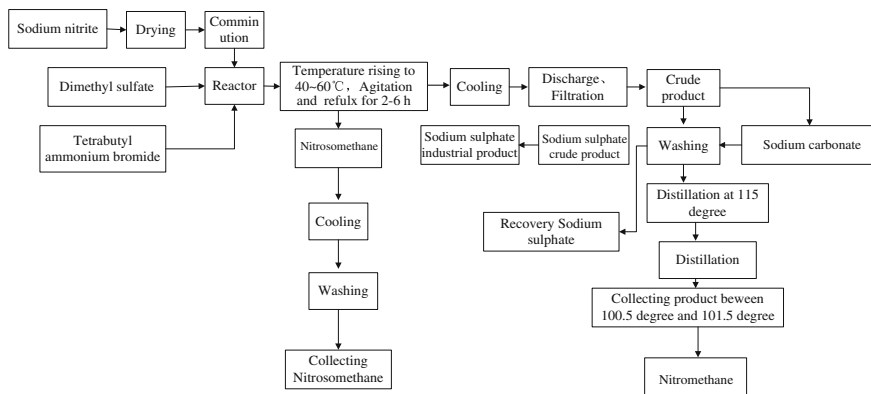 Sodium nitrite
Drying
Commin
ution
Dimethyl sulfate
Reactor
Temperature rising to
40~60℃，Agitation
and refulx for 2-6 h
Cooling
Discharge、
Filtration
Crude
product
Tetrabutyl
ammonium bromide
Nitrosomethane
Sodium sulphate
industrial product
Sodium sulphate
crude product
Washing
Sodium carbonate
Cooling
Recovery Sodium
sulphate
Distillation at 115
degree
Distillation
Washing
Collecting product beween
100.5 degree and 101.5 degree
Collecting
Nitrosomethane
Nitromethane